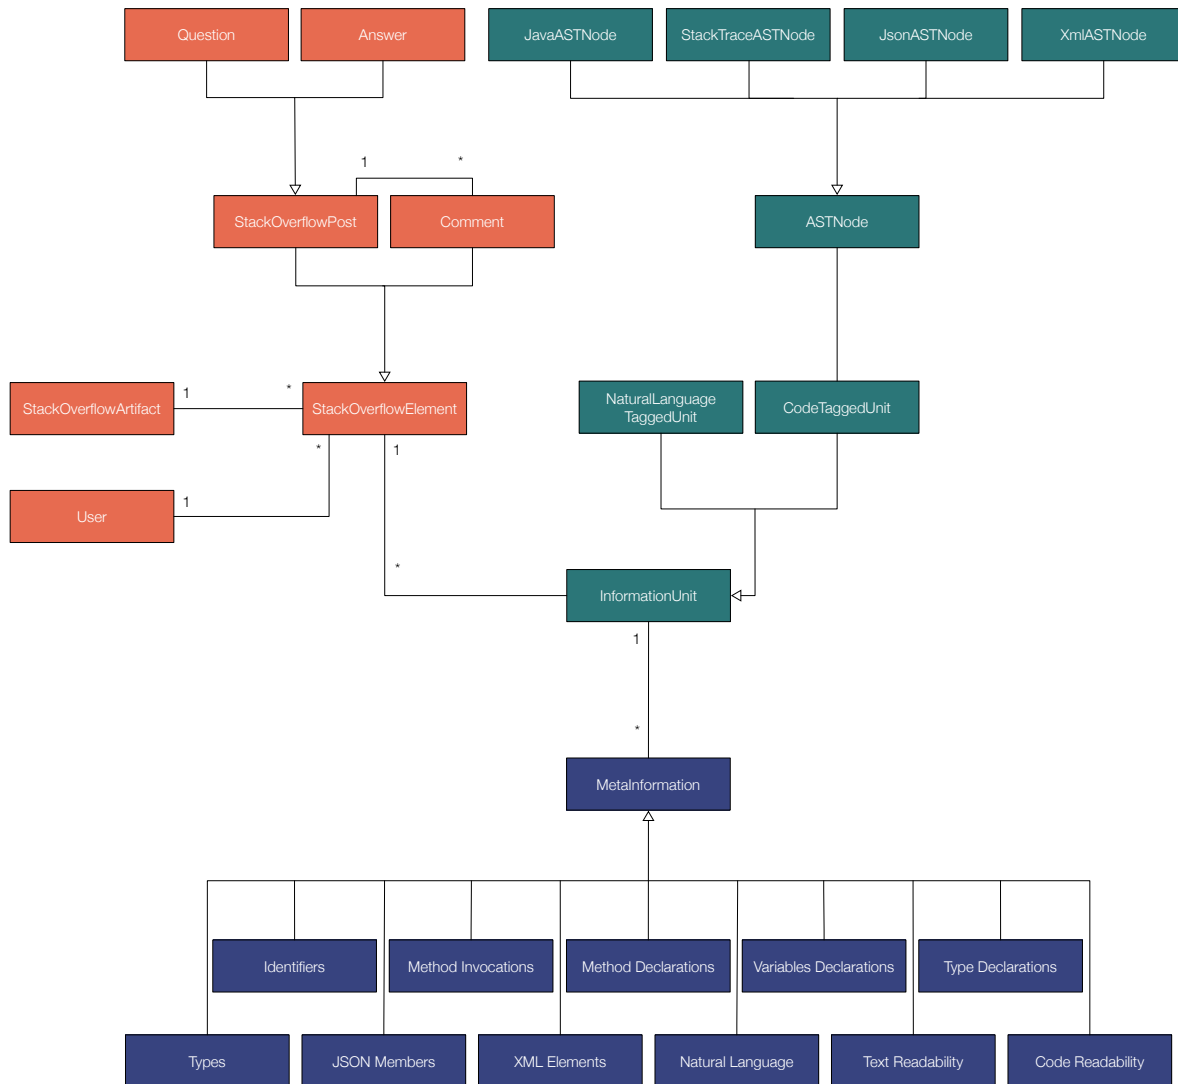 Question
Answer
JavaASTNode
StackTraceASTNode
JsonASTNode
XmlASTNode
1
*
StackOverflowPost
Comment
ASTNode
StackOverflowArtifact
1
*
StackOverflowElement
NaturalLanguage
TaggedUnit
CodeTaggedUnit
*
1
User
1
*
InformationUnit
1
*
MetaInformation
Identifiers
Method Invocations
Method Declarations
Variables Declarations
Type Declarations
Types
JSON Members
XML Elements
Natural Language
Text Readability
Code Readability